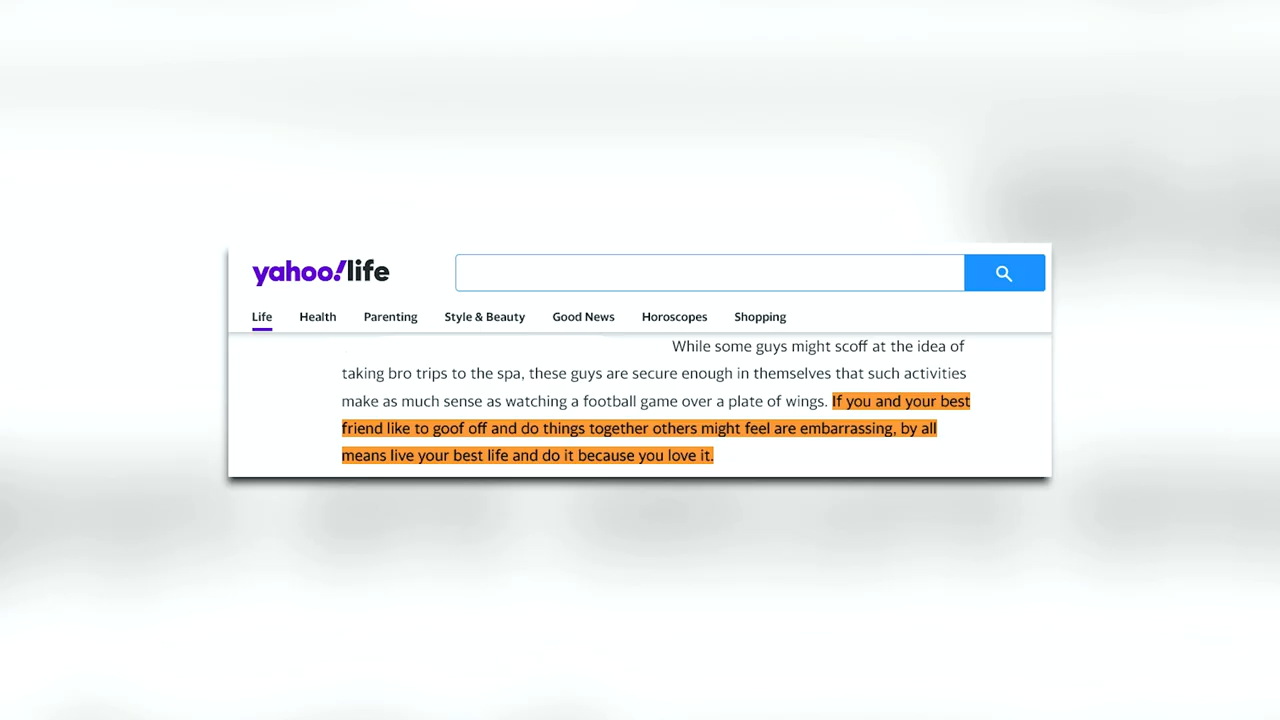 yahoo!life
Life Health Parenting Style & Beauty Good News Horoscopes Shopping
While some guys might scoff at the idea of
taking bro trips to the spa, these guys are secure enough in themselves that such activities
make as much sense as watching a football game over a plate of wings. If you and your best
friend like to goof off and do things together others might feel are embarrassing, by all
means live your best life and do it because you love it.